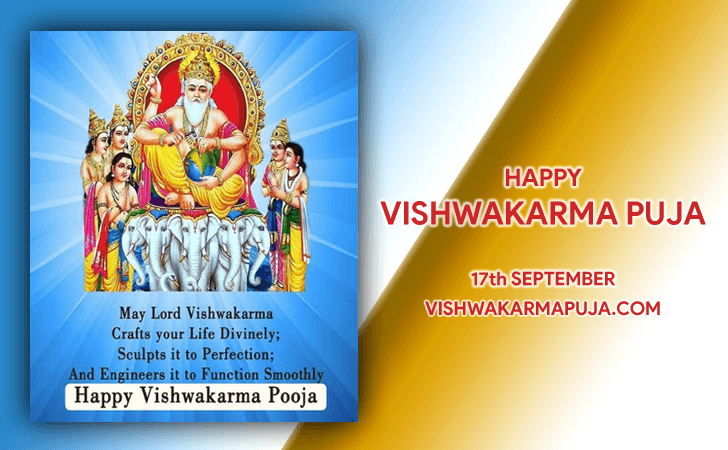 May Lord Vishwakarma
Crafts your Life Divinely;
Sculpts it to Perfection;
And Engineers it to Function Smoothly
Happy Vishwakarma Pooja
HAPPY
VISHWAKARMA PUJA
17th SEPTEMBER
VISHWAKARMAPUJA.COM